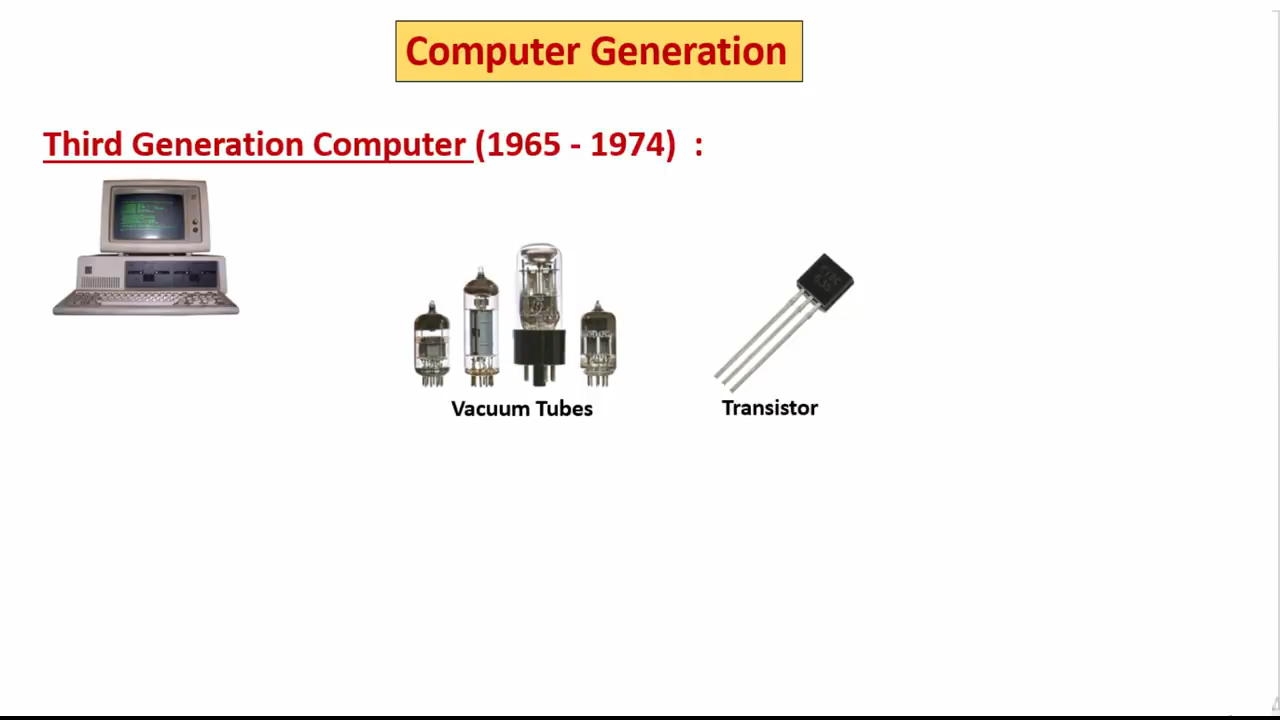 Computer Generation
Third Generation Computer (1965 - 1974) :
Vacuum Tubes
Transistor